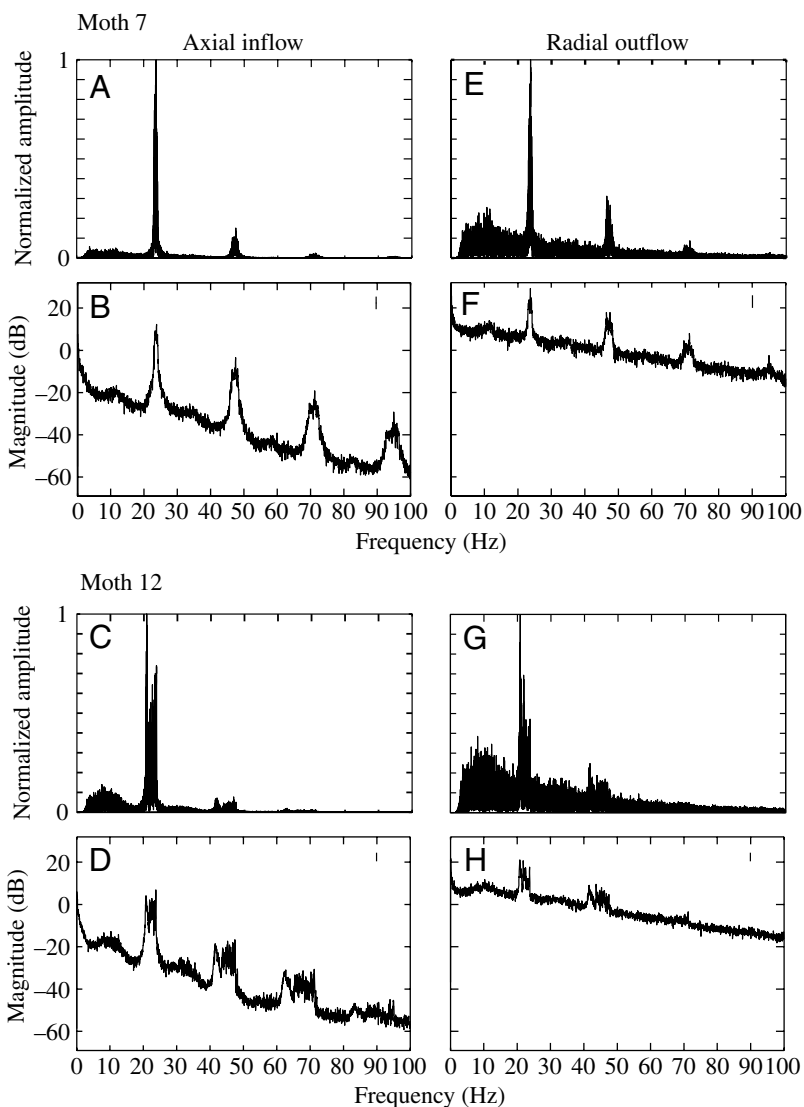 Moth 7
Axial inflow
Radial outflow
A
E
1
0
Normalized amplitude
B
F
20
0
–20
–40
–60
Magnitude (dB)
0 10 20 30 40 50 60 70 80 90 100
0 10 20 30 40 50 60 70 80 90 100
Frequency (Hz)
Moth 12
C
G
1
0
Normalized amplitude
D
H
20
0
–20
–40
–60
Magnitude (dB)
0 10 20 30 40 50 60 70 80 90 100
0 10 20 30 40 50 60 70 80 90 100
Frequency (Hz)